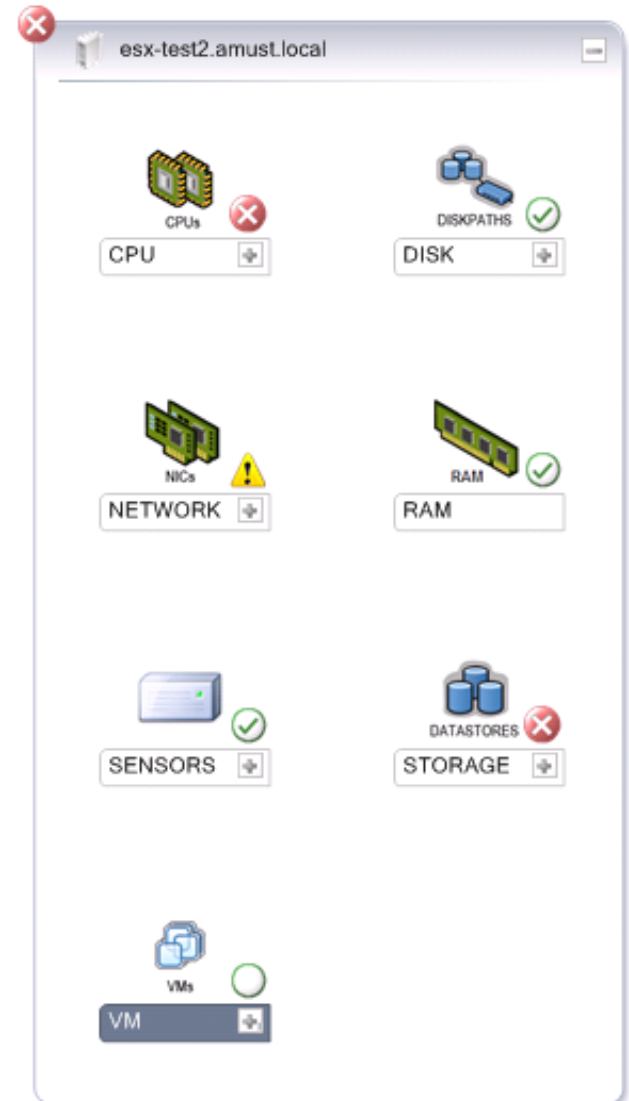 esx-test2.amust.local
CPUs
CPU
DISKPATHS
DISK
NICs
NETWORK
RAM
RAM
SENSORS
DATASTORES
STORAGE
VMs
VM